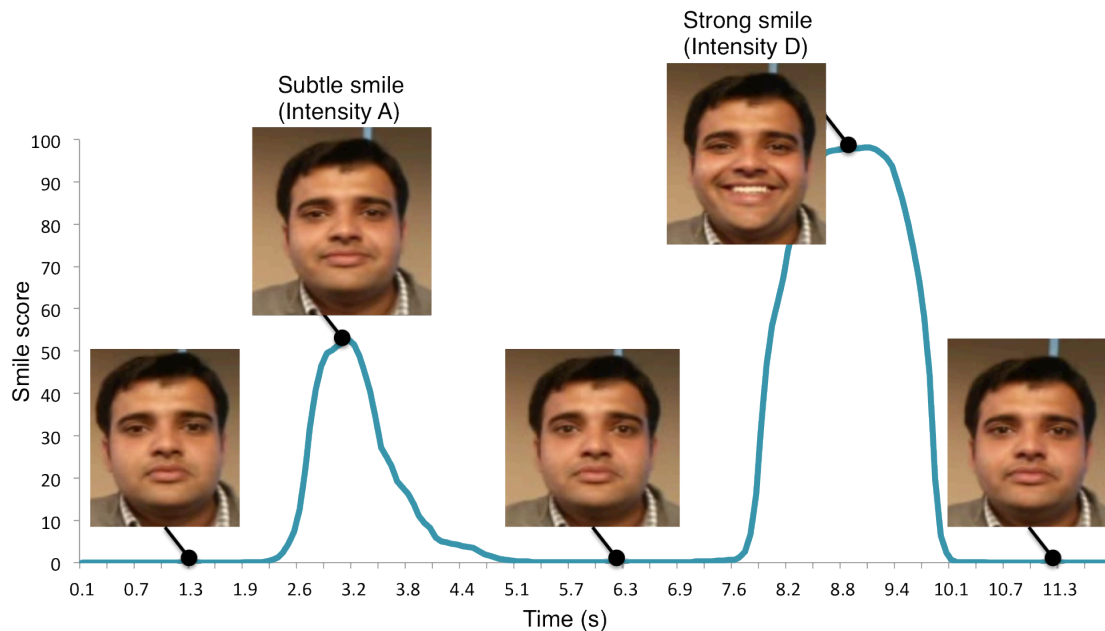 Strong smile
(Intensity D)
Subtle smile
(Intensity A)
100
90
80
70
60
50
40
30
20
10
0
Smile score
0.1 0.7 1.3 1.9 2.6 3.2 3.8 4.4 5.1 5.7 6.3 6.9 7.6 8.2 8.8 9.4 10.1 10.7 11.3
Time (s)